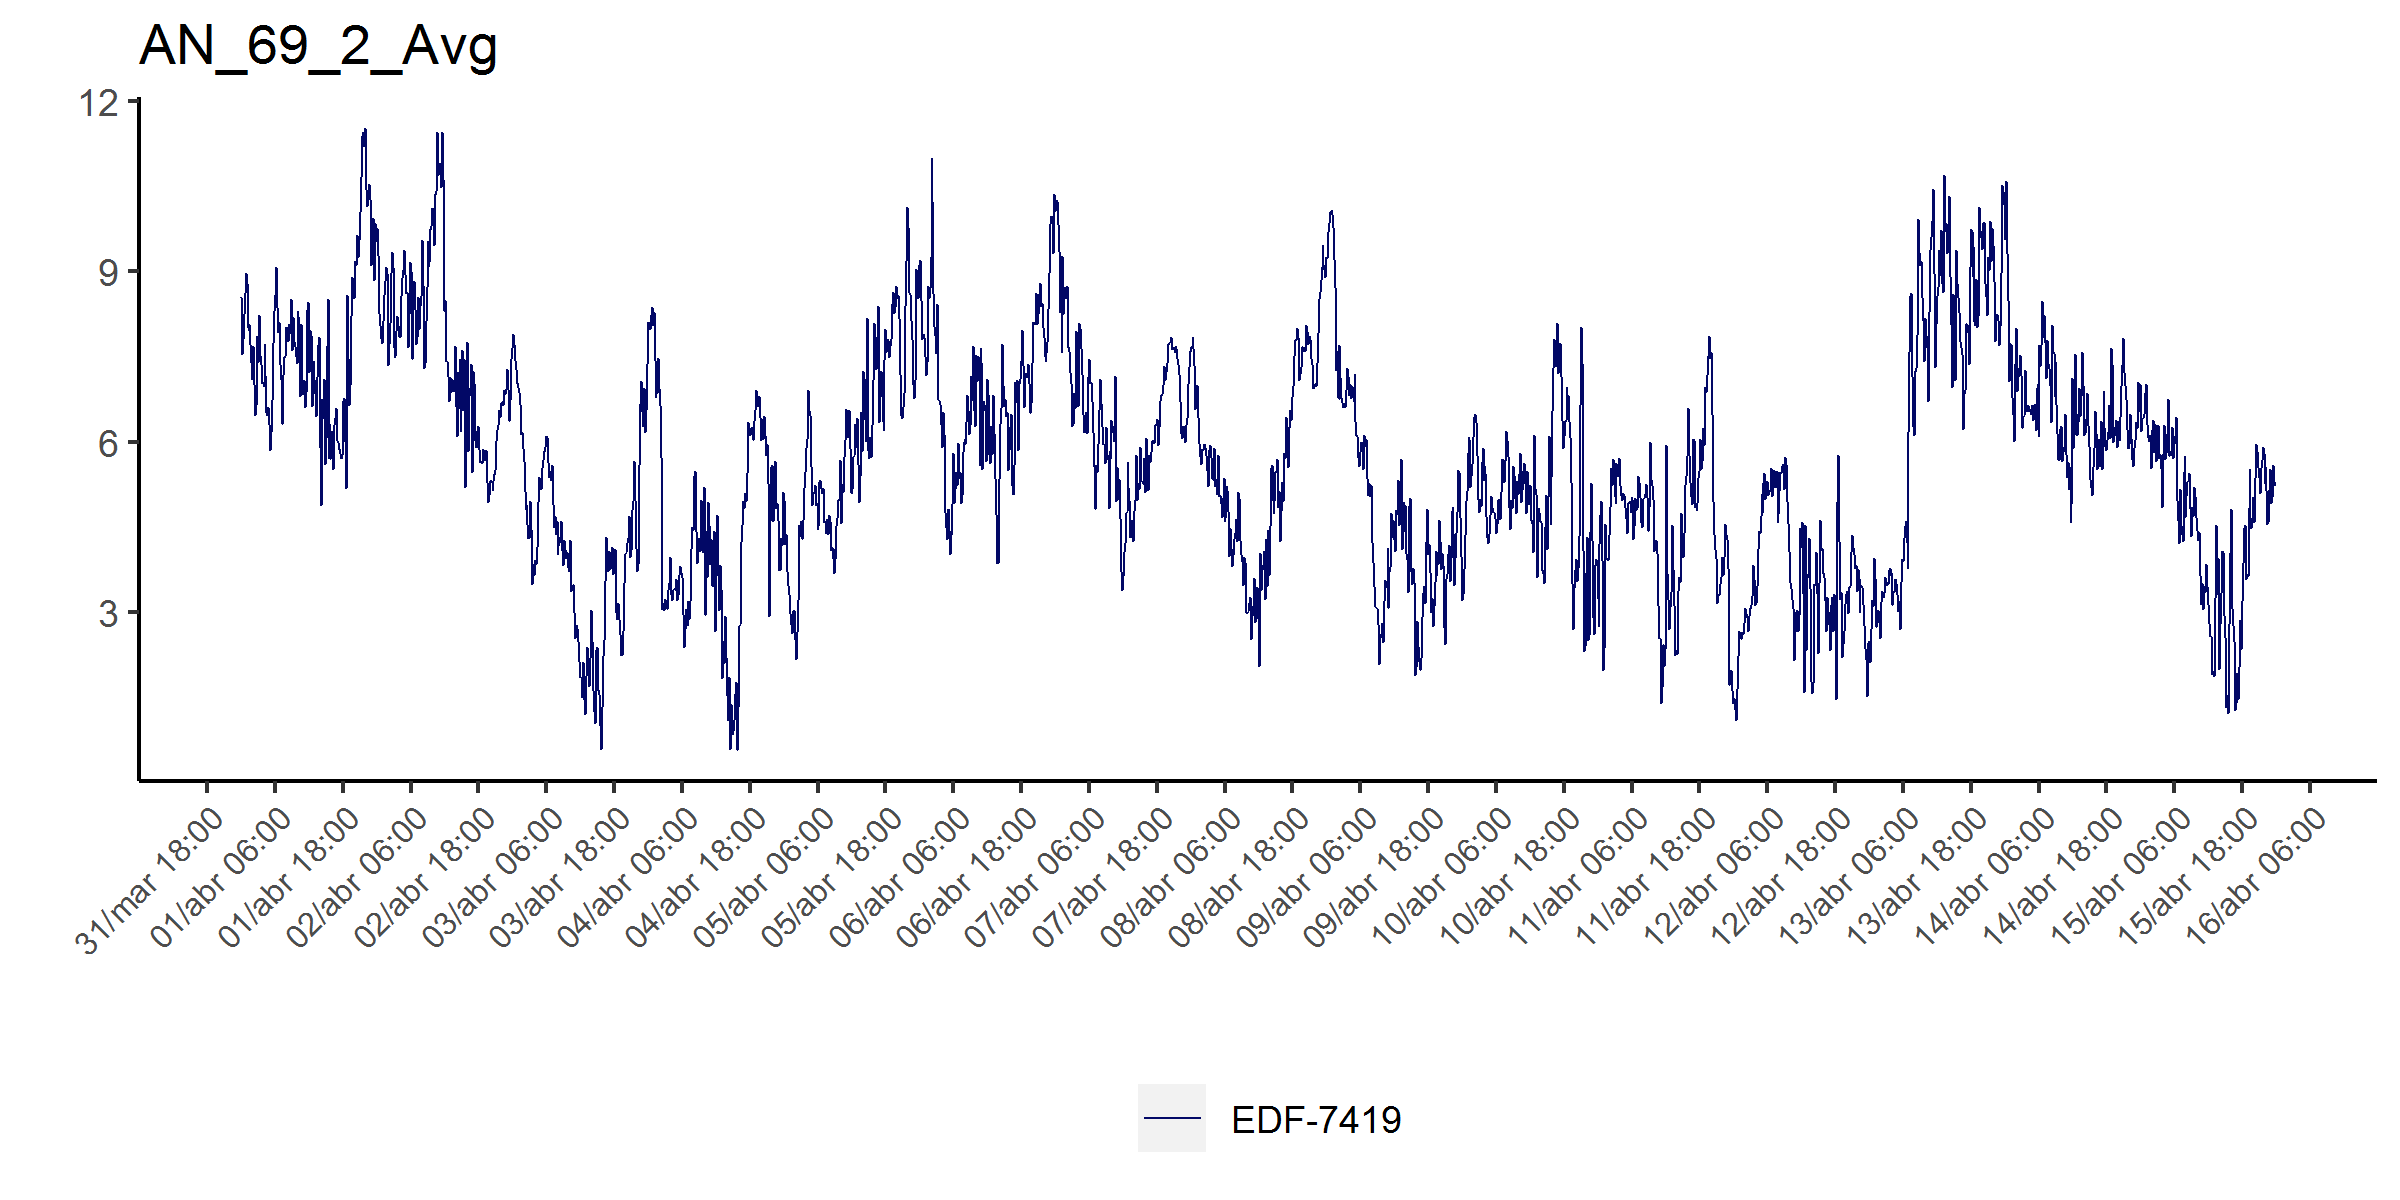 AN_69_2_Avg
12
9
6
3
31/mar 18:00
01/abr 06:00
01/abr 18:00
02/abr 06:00
02/abr 18:00
03/abr 06:00
03/abr 18:00
04/abr 06:00
04/abr 18:00
05/abr 06:00
05/abr 18:00
06/abr 06:00
06/abr 18:00
07/abr 06:00
07/abr 18:00
08/abr 06:00
08/abr 18:00
09/abr 06:00
09/abr 18:00
10/abr 06:00
10/abr 18:00
11/abr 06:00
11/abr 18:00
12/abr 06:00
12/abr 18:00
13/abr 06:00
13/abr 18:00
14/abr 06:00
14/abr 18:00
15/abr 06:00
15/abr 18:00
16/abr 06:00
EDF-7419